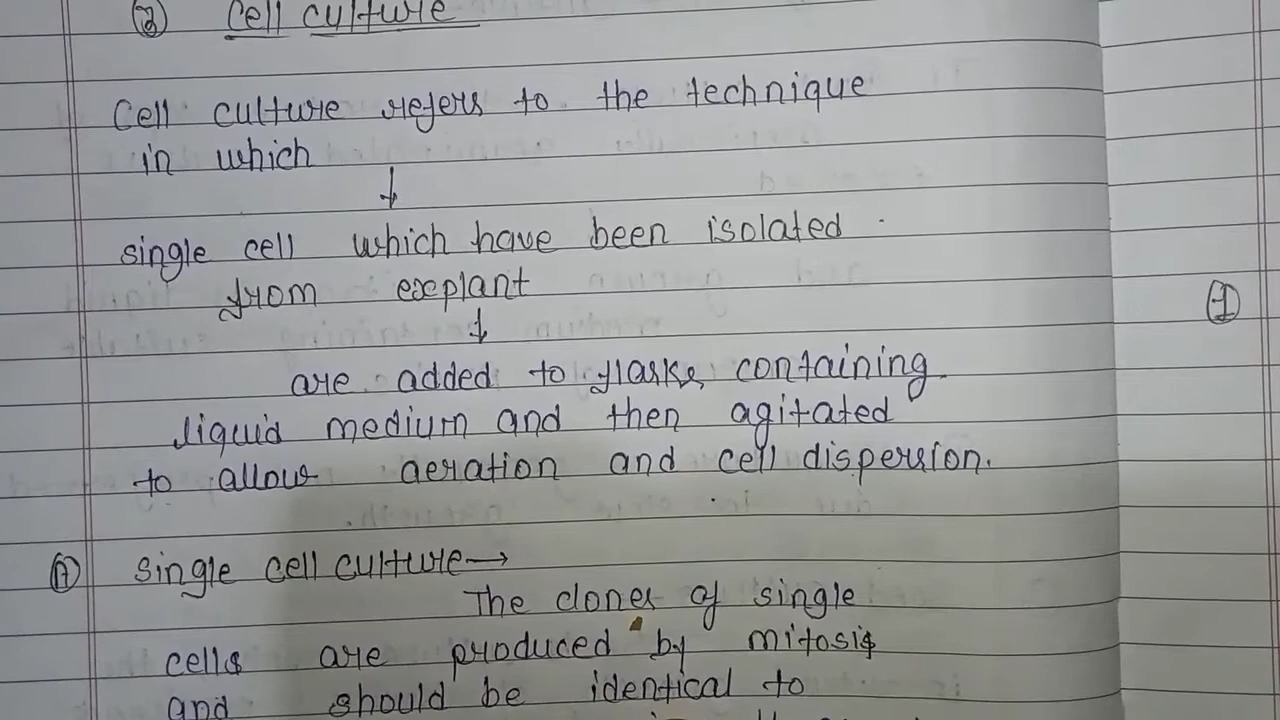 ② Cell culture
Cell culture refers to the technique
in which
↓
single cell which have been isolated
from explant
↓
are added to flasks containing
liquid medium and then agitated
to allow aeration and cell dispersion.
Ⓐ single cell culture→
The clones of single
cells are produced by mitosis
and should be identical to
①